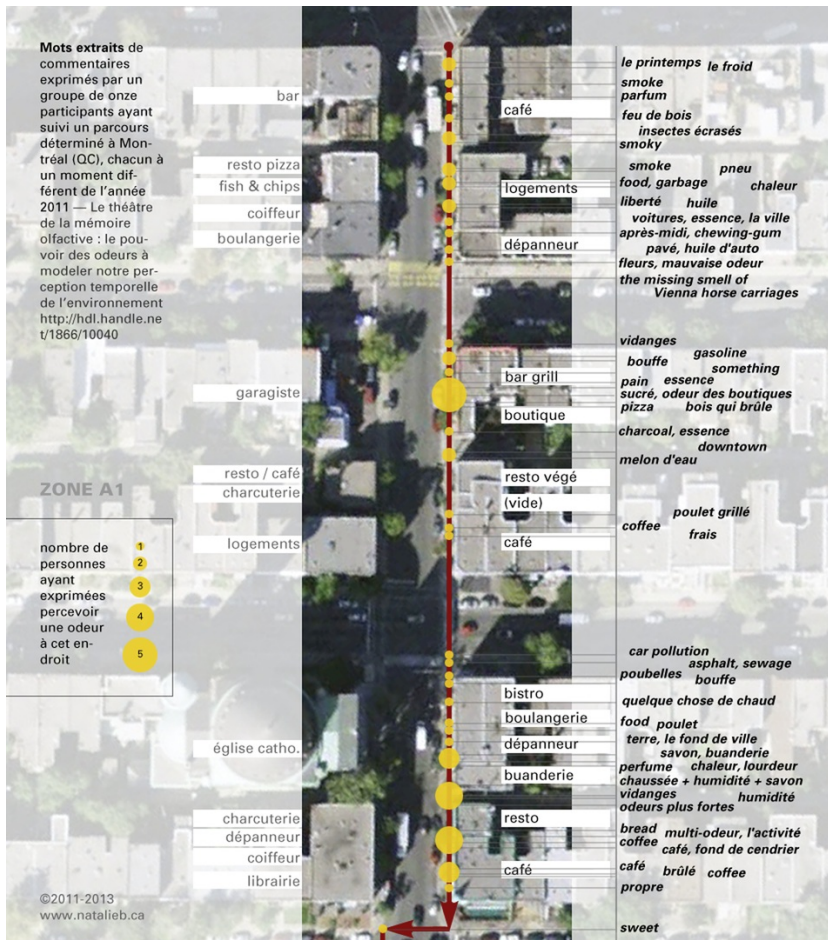 Mots extraits de
commentaires
exprimés par un
groupe de onze
participants ayant
suivi un parcours
déterminé à Mon-
tréal (QC), chacun à
un moment dif-
férent de l'année
2011 — Le théâtre
de la mémoire
olfactive : le pou-
voir des odeurs à
modeler notre per-
ception temporelle
de l'environnement
http://hdl.handle.ne
t/1866/10040
ZONE A1
nombre de
personnes
ayant
exprimées
percevoir
une odeur
à cet en-
droit
1
2
3
4
5
©2011-2013
www.natalieb.ca
bar
resto pizza
fish & chips
coiffeur
boulangerie
garagiste
resto / café
charcuterie
logements
église catho.
charcuterie
dépanneur
coiffeur
librairie
café
logements
dépanneur
bar grill
boutique
resto végé
(vide)
café
bistro
boulangerie
dépanneur
buanderie
resto
café
le printemps le froid
smoke
parfum
feu de bois
insectes écrasés
smoky
smoke pneu
food, garbage chaleur
liberté huile
voitures, essence, la ville
après-midi, chewing-gum
pavé, huile d'auto
fleurs, mauvaise odeur
the missing smell of
Vienna horse carriages
vidanges
gasoline
bouffe
something
pain essence
sucré, odeur des boutiques
pizza bois qui brûle
charcoal, essence
downtown
melon d'eau
poulet grillé
coffee
frais
car pollution
asphalt, sewage
poubelles
bouffe
quelque chose de chaud
food poulet
terre, le fond de ville
savon, buanderie
perfume chaleur, lourdeur
chaussée + humidité + savon
vidanges humidité
odeurs plus fortes
bread multi-odeur, l'activité
coffee
café, fond de cendrier
café brûlé coffee
propre
sweet